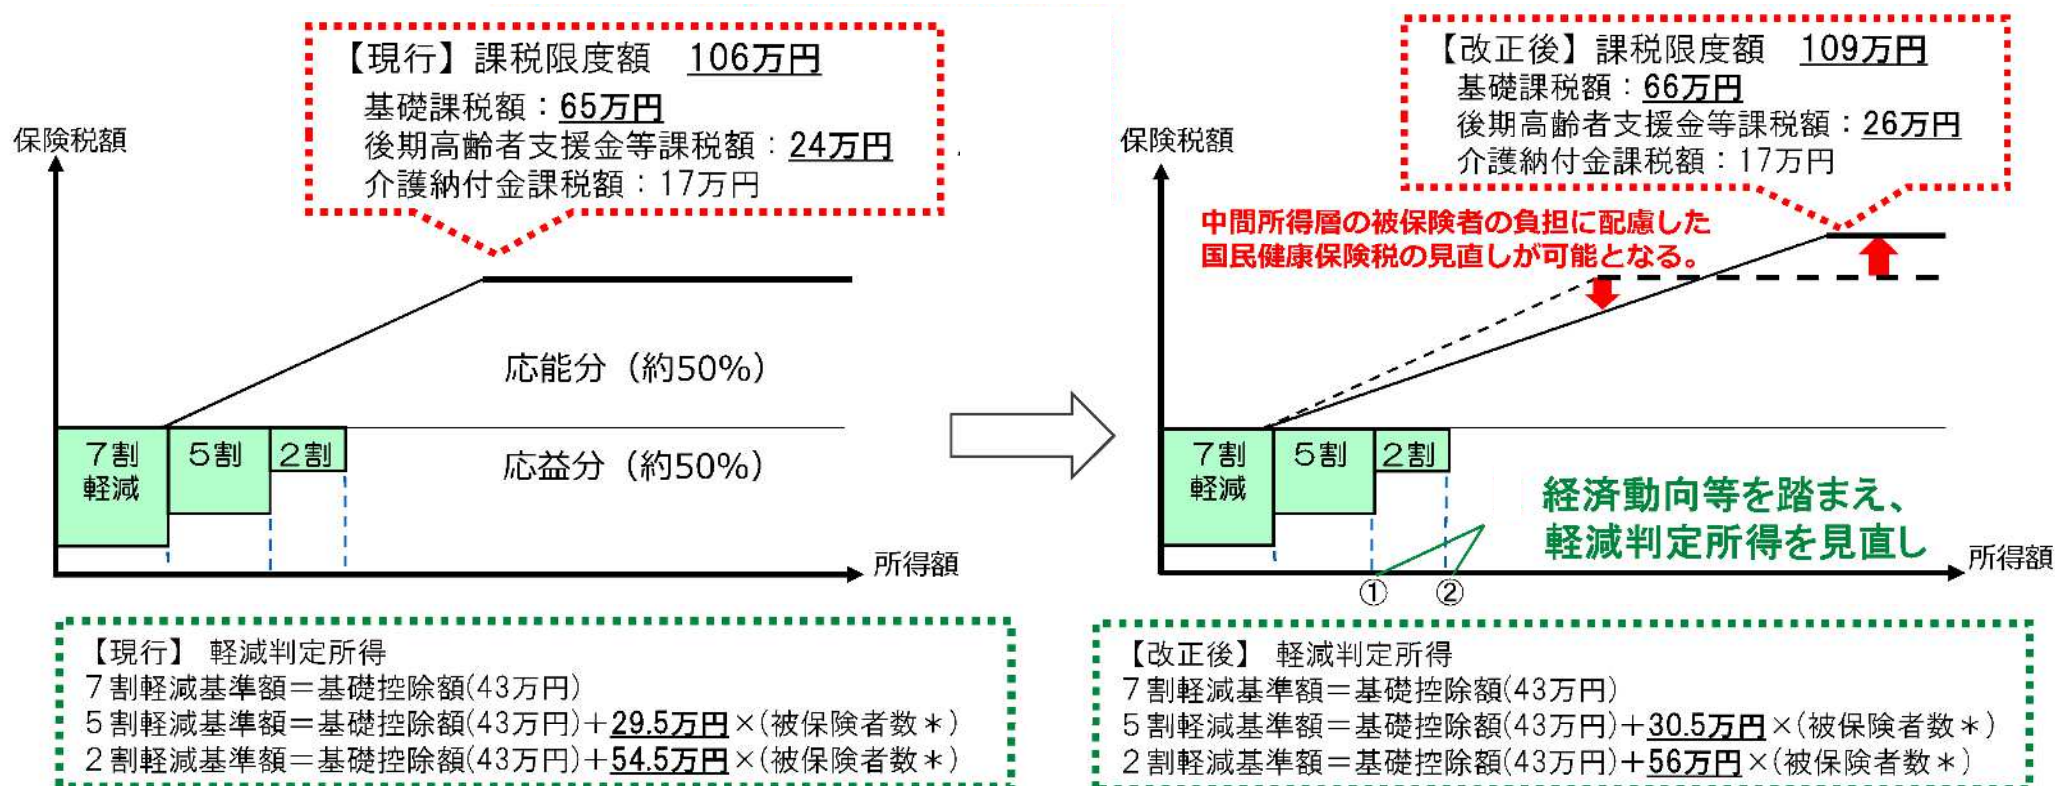 【現行】課税限度額 106万円
基礎課税額：65万円
後期高齢者支援金等課税額：24万円
介護納付金課税額：17万円
保険税額
応能分（約50%）
応益分（約50%）
7割
軽減
5割
2割
所得額
【現行】 軽減判定所得
7割軽減基準額＝基礎控除額(43万円)
5割軽減基準額＝基礎控除額(43万円)＋29.5万円×(被保険者数＊)
2割軽減基準額＝基礎控除額(43万円)＋54.5万円×(被保険者数＊)
【改正後】課税限度額 109万円
基礎課税額：66万円
後期高齢者支援金等課税額：26万円
介護納付金課税額：17万円
保険税額
中間所得層の被保険者の負担に配慮した
国民健康保険税の見直しが可能となる。
7割
軽減
5割
2割
経済動向等を踏まえ、
軽減判定所得を見直し
所得額
① ②
【改正後】 軽減判定所得
7割軽減基準額＝基礎控除額(43万円)
5割軽減基準額＝基礎控除額(43万円)＋30.5万円×(被保険者数＊)
2割軽減基準額＝基礎控除額(43万円)＋56万円×(被保険者数＊)